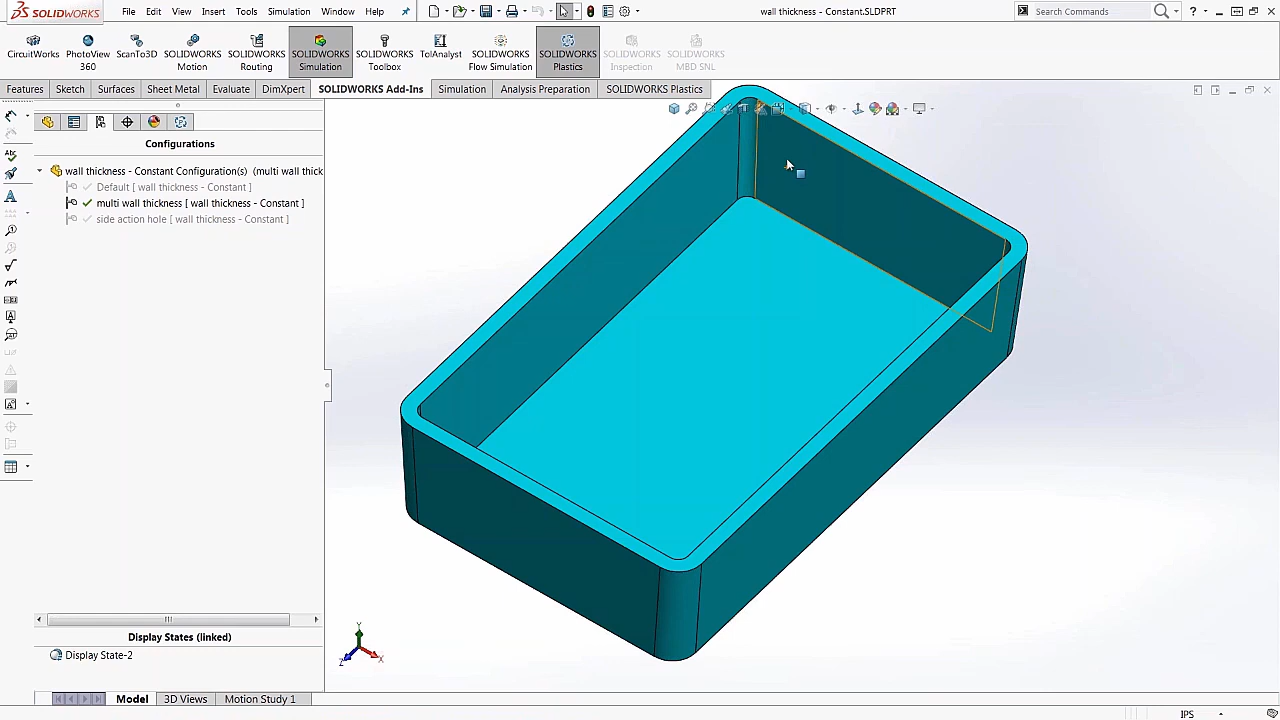 SOLIDWORKS File Edit View Insert Tools Simulation Window Help wall thickness - Constant.SLDPRT Search Commands ?
CircuitWorks PhotoView 360 ScanTo3D SOLIDWORKS Motion SOLIDWORKS Routing SOLIDWORKS Simulation SOLIDWORKS Toolbox TolAnalyst SOLIDWORKS Flow Simulation SOLIDWORKS Plastics SOLIDWORKS Inspection SOLIDWORKS MBD SNL
Features Sketch Surfaces Sheet Metal Evaluate DimXpert SOLIDWORKS Add-Ins Simulation Analysis Preparation SOLIDWORKS Plastics
Configurations
wall thickness - Constant Configuration(s) (multi wall thick
Default [ wall thickness - Constant ]
multi wall thickness [ wall thickness - Constant ]
side action hole [ wall thickness - Constant ]
Display States (linked)
Display State-2
Y
Z X
Model 3D Views Motion Study 1
IPS